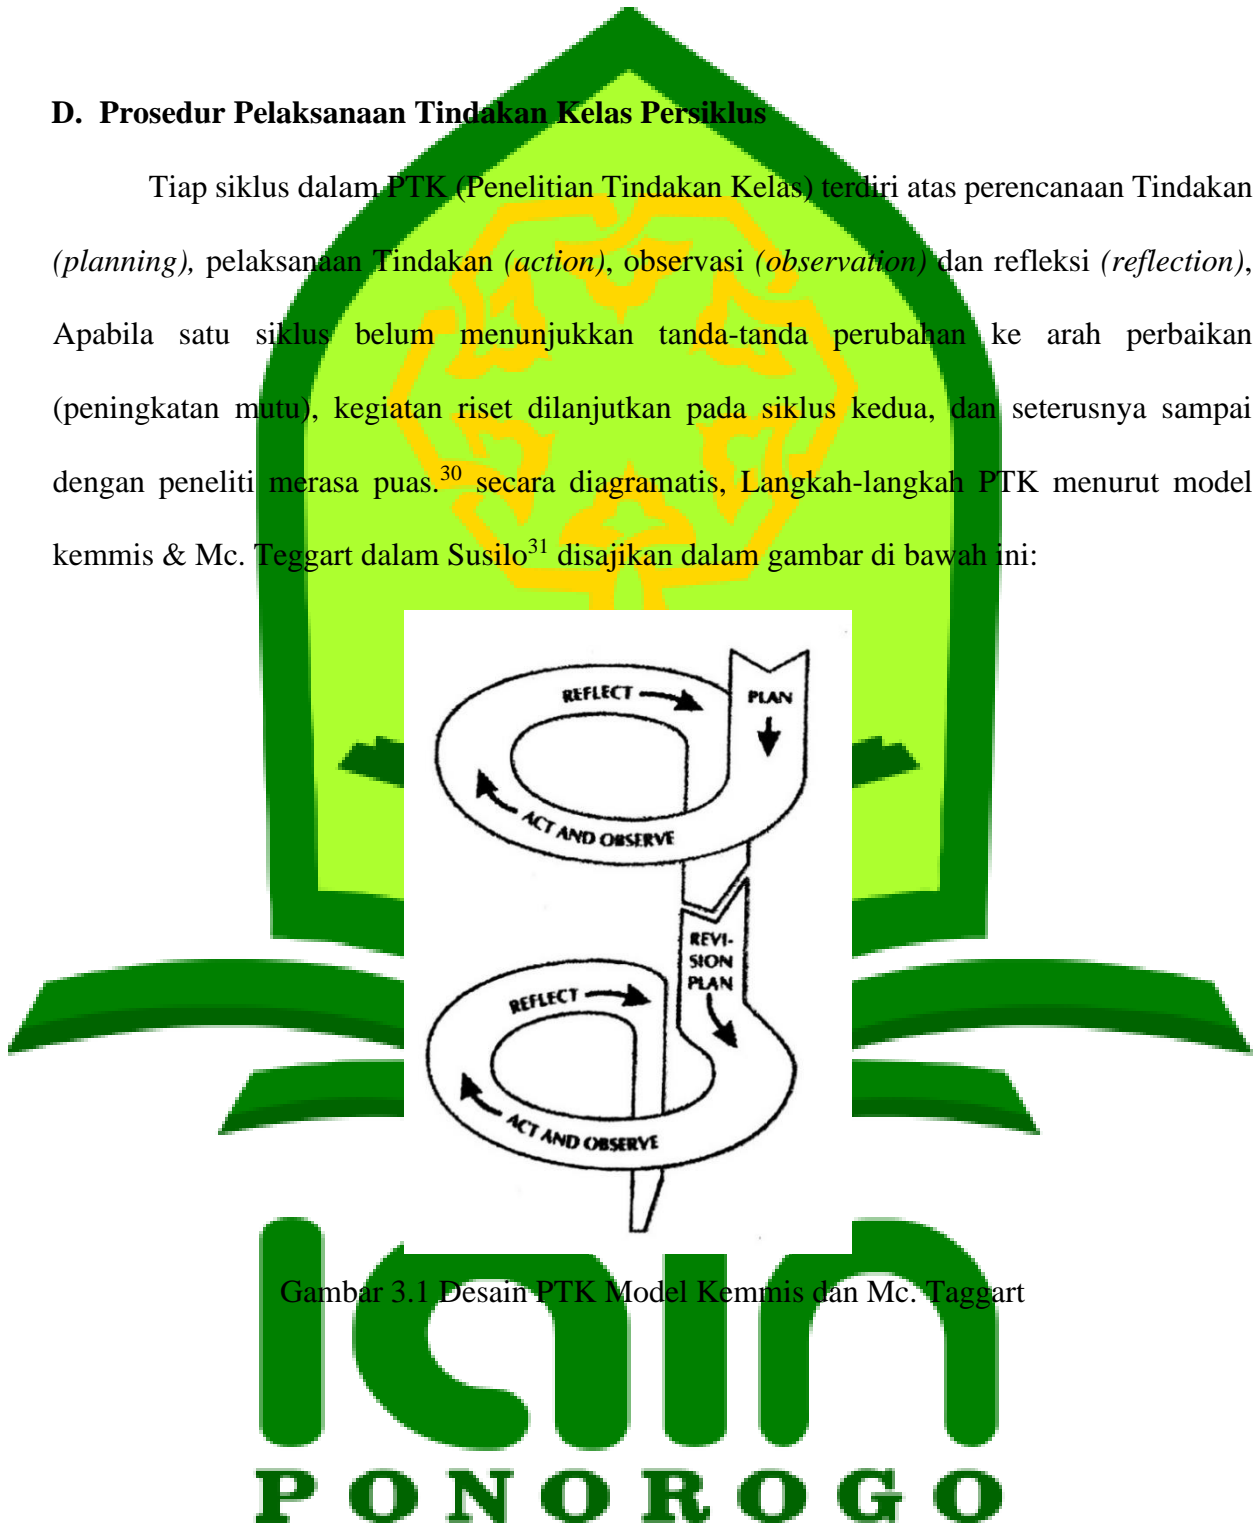 D. Prosedur Pelaksanaan Tindakan Kelas Persiklus
Tiap siklus dalam PTK (Penelitian Tindakan Kelas) terdiri atas perencanaan Tindakan
(planning), pelaksanaan Tindakan (action), observasi (observation) dan refleksi (reflection),
Apabila satu siklus belum menunjukkan tanda-tanda perubahan ke arah perbaikan
(peningkatan mutu), kegiatan riset dilanjutkan pada siklus kedua, dan seterusnya sampai
dengan peneliti merasa puas.30 secara diagramatis, Langkah-langkah PTK menurut model
kemmis & Mc. Teggart dalam Susilo31 disajikan dalam gambar di bawah ini:
REFLECT
PLAN
ACT AND OBSERVE
REVI-
SION
PLAN
REFLECT
ACT AND OBSERVE
Gambar 3.1 Desain PTK Model Kemmis dan Mc. Taggart
iain
PONOROGO